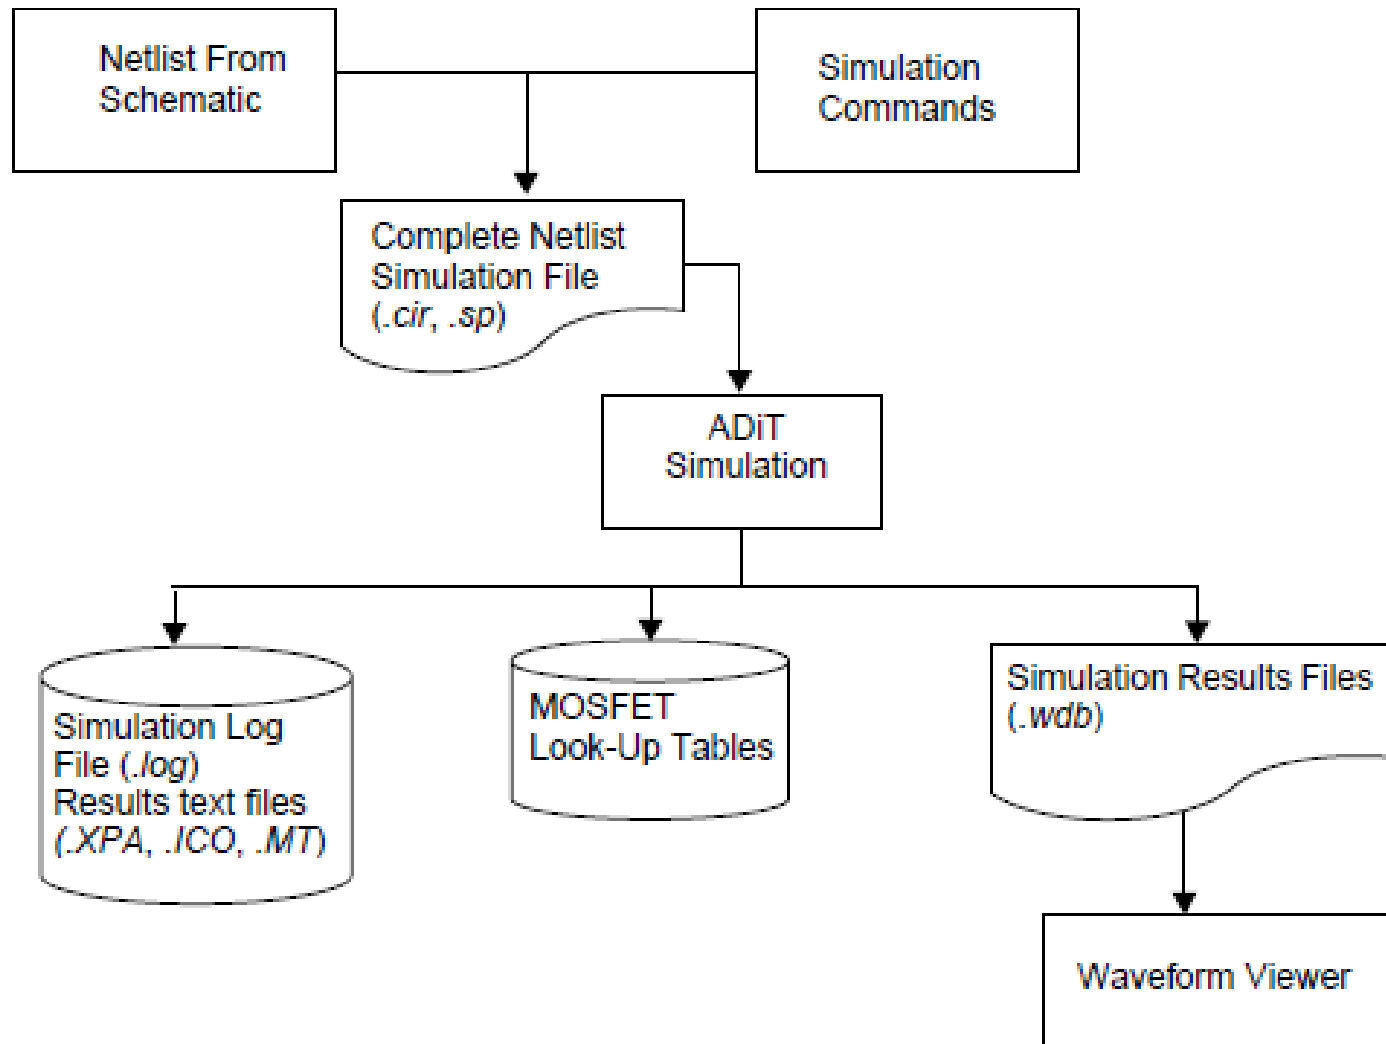 Netlist From
Schematic
Simulation
Commands
Complete Netlist
Simulation File
(.cir, .sp)
ADiT
Simulation
Simulation Log
File (.log)
Results text files
(.XPA, .ICO, .MT)
MOSFET
Look-Up Tables
Simulation Results Files
(.wdb)
Waveform Viewer